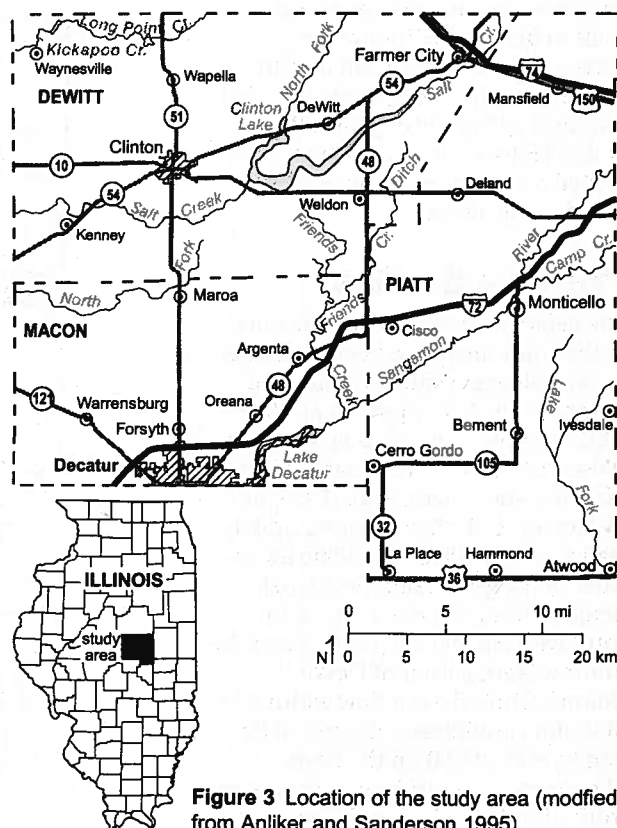 Long Point Cr.
Kickapoo Cr.
Waynesville
Wapella
North Fork
Farmer City
Cr.
74
DEWITT
Clinton Lake
DeWitt
54
Salt
Mansfield
150
51
Clinton
10
48
Ditch
54
Salt Creek
Weldon
Deland
Kenney
Friends
Cr.
River
Camp Cr.
Fork
North
Maroa
PIATT
72
Monticello
MACON
Friends
Cisco
Sangamon
Argenta
Creek
48
121
Warrensburg
Oreana
Lake
Fork
Bement
Ivesdale
Forsyth
Decatur
Lake Decatur
Cerro Gordo
105
32
La Place
Hammond
Atwood
36
ILLINOIS
study area
0 5 10 mi
N
0 5 10 15 20 km
Figure 3 Location of the study area (modfied
from Anliker and Sanderson 1995)